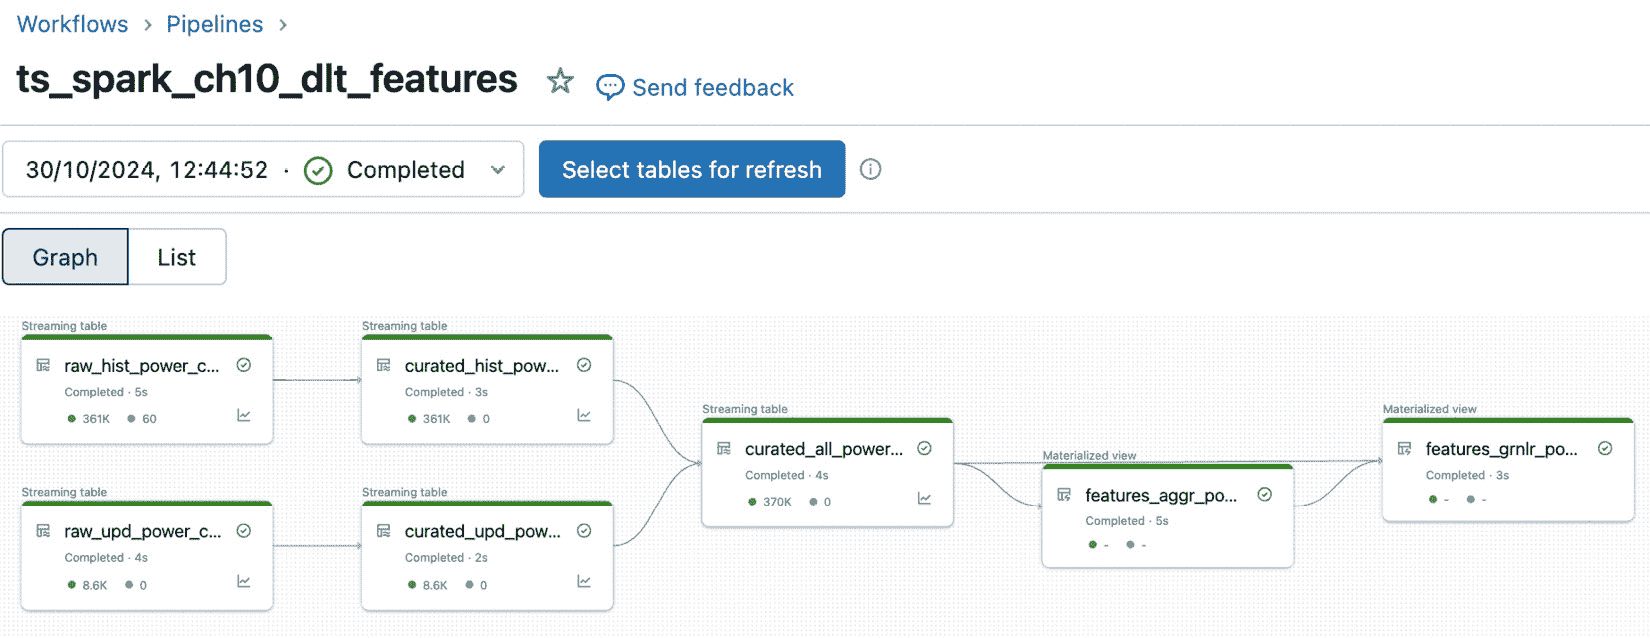 Workflows > Pipelines >
ts_spark_ch10_dlt_features
Send feedback
30/10/2024, 12:44:52 · Completed
Select tables for refresh
Graph
List
Streaming table
raw_hist_power_c...
Completed · 5s
361K 60
Streaming table
curated_hist_pow...
Completed · 3s
361K 0
Streaming table
raw_upd_power_c...
Completed · 4s
8.6K 0
Streaming table
curated_upd_pow...
Completed · 2s
8.6K 0
Streaming table
curated_all_power...
Completed · 4s
370K 0
Materialized view
features_aggr_po...
Completed · 5s
- -
Materialized view
features_grnlr_po...
Completed · 3s
- -